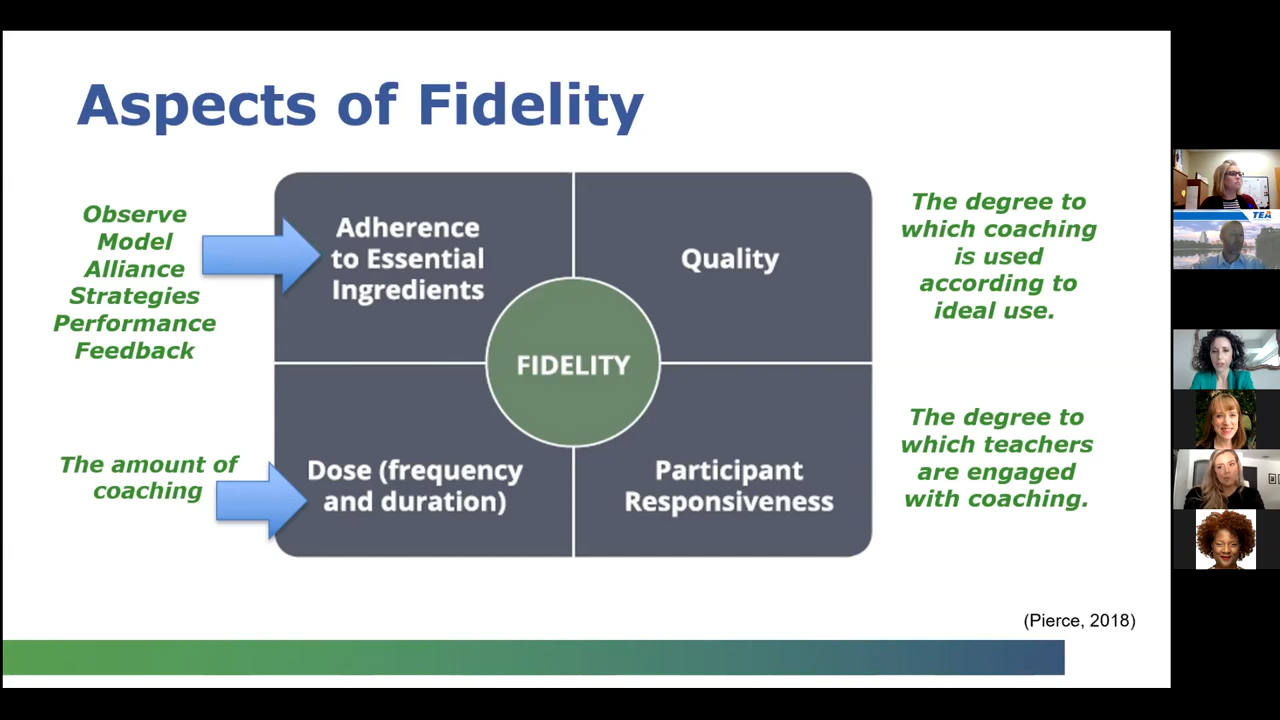 Aspects of Fidelity
Observe
Model
Alliance
Strategies
Performance
Feedback
Adherence
to Essential
Ingredients
Quality
The degree to
which coaching
is used
according to
ideal use.
FIDELITY
The amount of
coaching
Dose (frequency
and duration)
Participant
Responsiveness
The degree to
which teachers
are engaged
with coaching.
(Pierce, 2018)
TEA